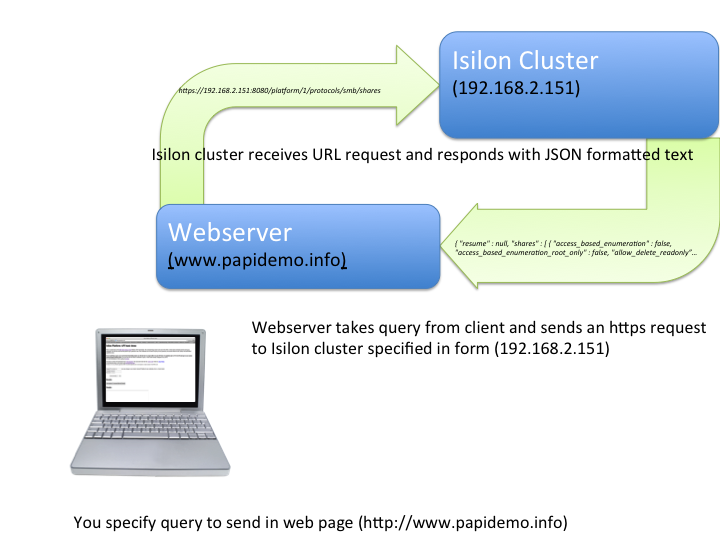 Isilon Cluster
(192.168.2.151)
https://192.168.2.151:8080/platform/1/protocols/smb/shares
Isilon cluster receives URL request and responds with JSON formatted text
Webserver
(www.papidemo.info)
{ "resume" : null, "shares" : [ { "access_based_enumeration" : false,
"access_based_enumeration_root_only" : false, "allow_delete_readonly"...
Webserver takes query from client and sends an https request
to Isilon cluster specified in form (192.168.2.151)
You specify query to send in web page (http://www.papidemo.info)